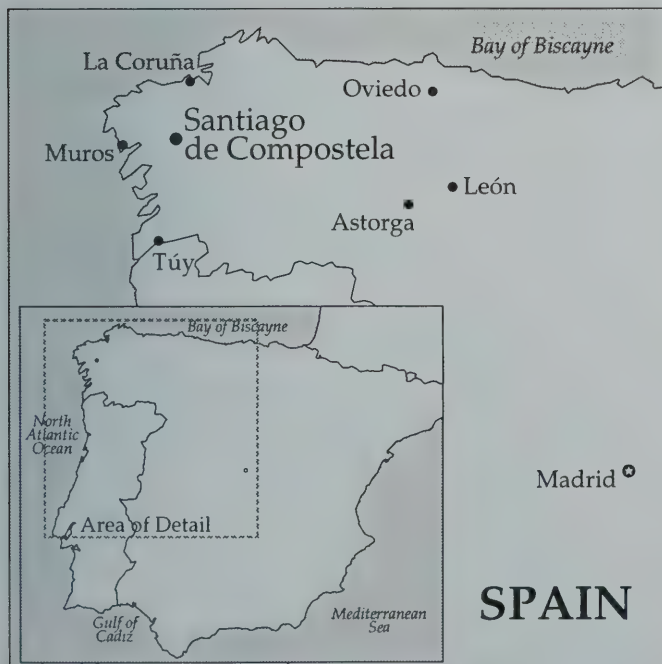 Bay of Biscayne
La Coruña
Oviedo
Santiago
de Compostela
Muros
León
Astorga
Túy
Bay of Biscayne
North
Atlantic
Ocean
Madrid
Area of Detail
SPAIN
Gulf of
Cadiz
Mediterranean
Sea